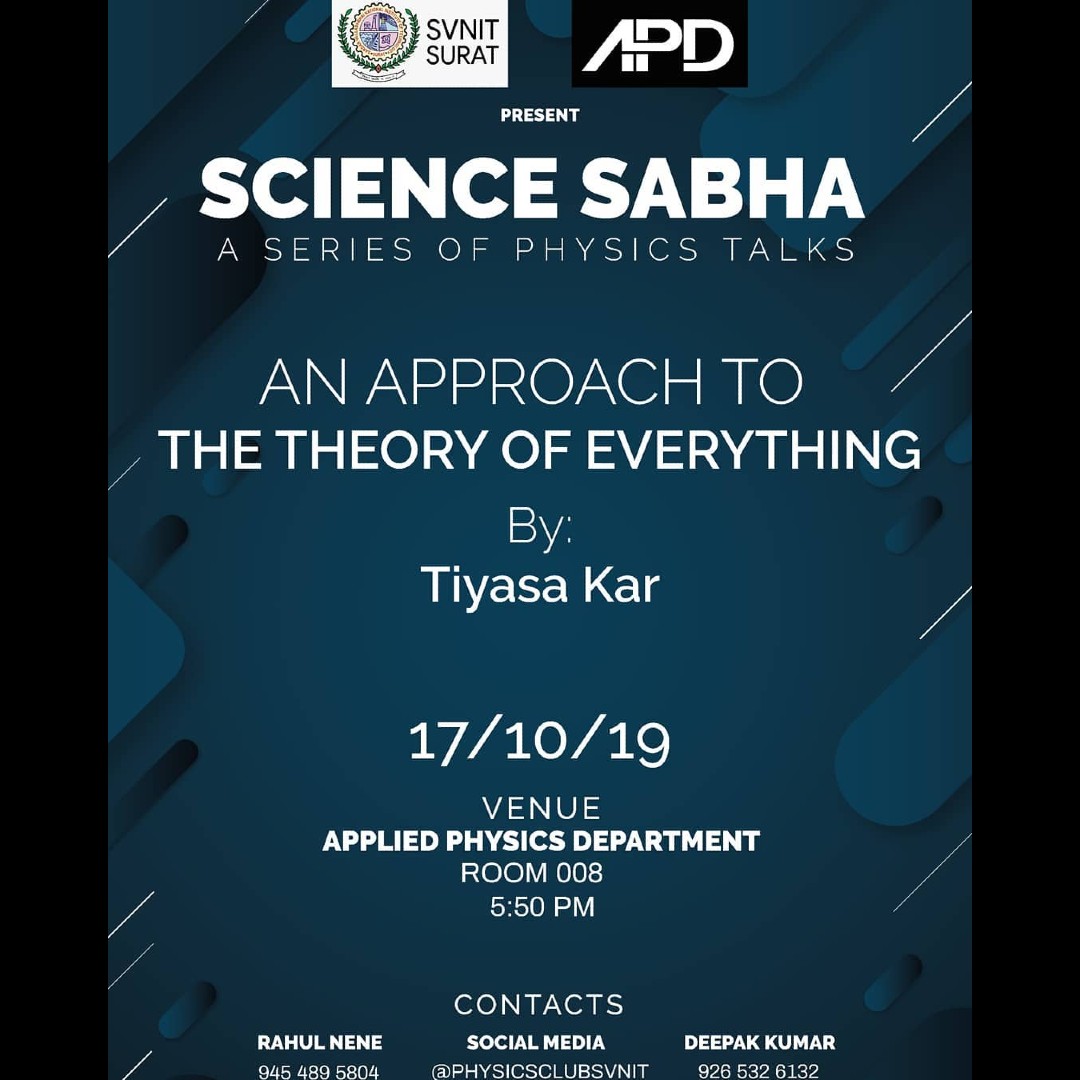 SVNIT
SURAT
APD
PRESENT
SCIENCE SABHA
A SERIES OF PHYSICS TALKS
AN APPROACH TO
THE THEORY OF EVERYTHING
By:
Tiyasa Kar
17/10/19
VENUE
APPLIED PHYSICS DEPARTMENT
ROOM 008
5:50 PM
CONTACTS
RAHUL NENE
945 489 5804
SOCIAL MEDIA
@PHYSICSCLUBSVNIT
DEEPAK KUMAR
926 532 6132